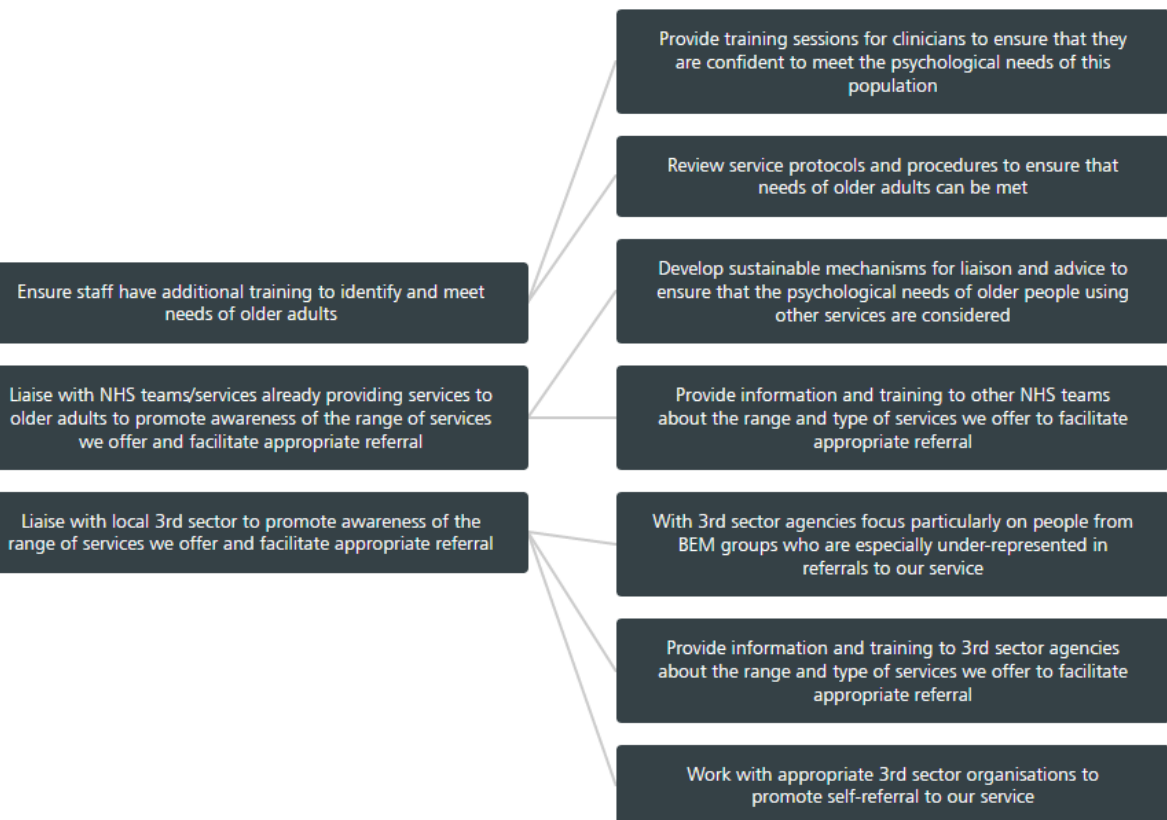 Ensure staff have additional training to identify and meet
needs of older adults
Liaise with NHS teams/services already providing services to
older adults to promote awareness of the range of services
we offer and facilitate appropriate referral
Liaise with local 3rd sector to promote awareness of the
range of services we offer and facilitate appropriate referral
Provide training sessions for clinicians to ensure that they
are confident to meet the psychological needs of this
population
Review service protocols and procedures to ensure that
needs of older adults can be met
Develop sustainable mechanisms for liaison and advice to
ensure that the psychological needs of older people using
other services are considered
Provide information and training to other NHS teams
about the range and type of services we offer to facilitate
appropriate referral
With 3rd sector agencies focus particularly on people from
BEM groups who are especially under-represented in
referrals to our service
Provide information and training to 3rd sector agencies
about the range and type of services we offer to facilitate
appropriate referral
Work with appropriate 3rd sector organisations to
promote self-referral to our service